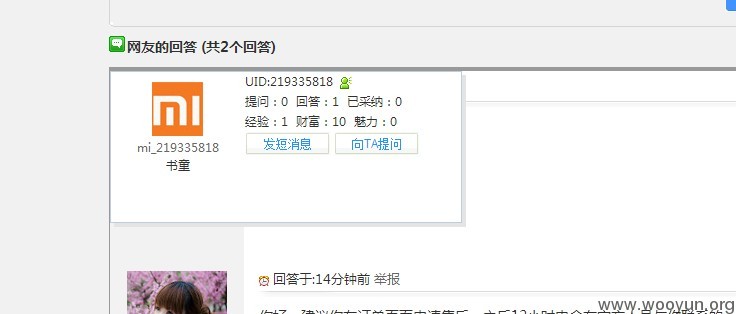 网友的回答 (共2个回答)
mi
UID:219335818
提问：0 回答：1 已采纳：0
经验：1 财富：10 魅力：0
发短消息 向TA提问
mi_219335818
书童
回答于:14分钟前 举报
www.wooyun.org